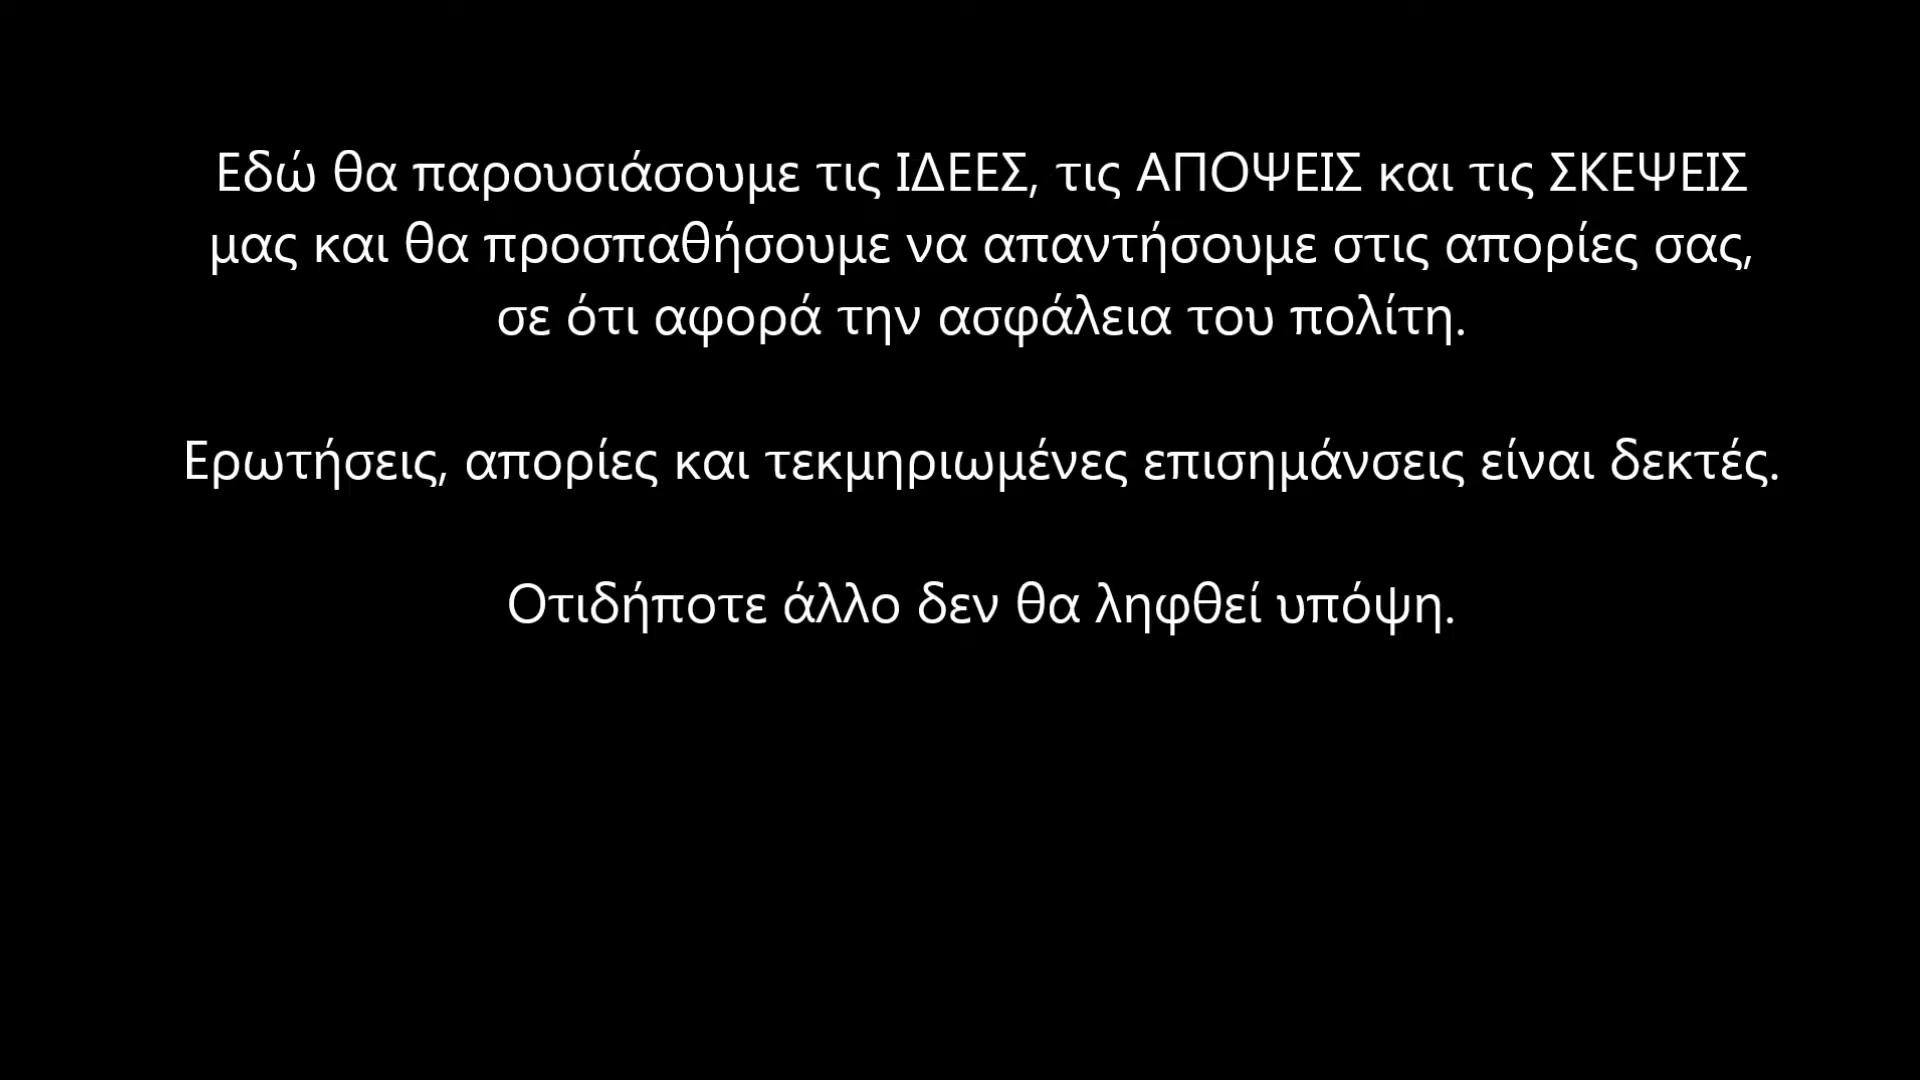 Εδώ θα παρουσιάσουμε τις ΙΔΕΕΣ, τις ΑΠΟΨΕΙΣ και τις ΣΚΕΨΕΙΣ
μας και θα προσπαθήσουμε να απαντήσουμε στις απορίες σας,
σε ότι αφορά την ασφάλεια του πολίτη.
Ερωτήσεις, απορίες και τεκμηριωμένες επισημάνσεις είναι δεκτές.
Οτιδήποτε άλλο δεν θα ληφθεί υπόψη.